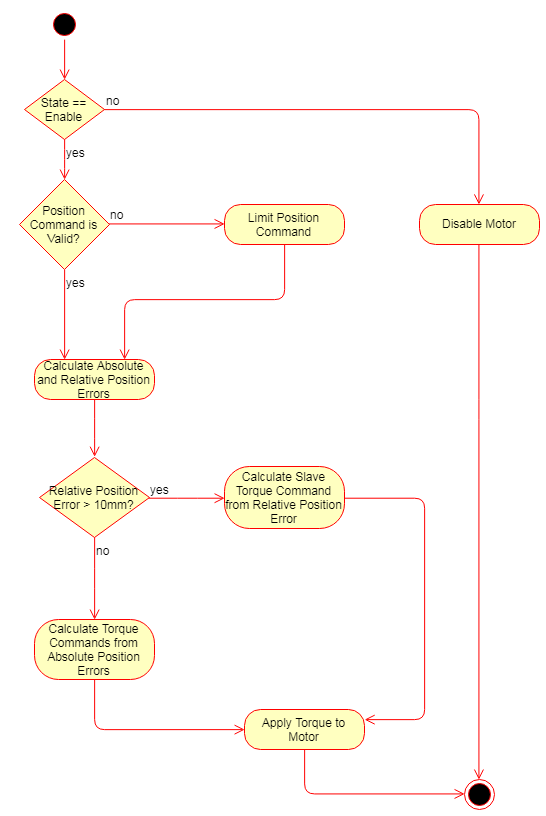 State ==
Enable
no
yes
Position
Command is
Valid?
no
Limit Position
Command
Disable Motor
yes
Calculate Absolute
and Relative Position
Errors
Relative Position
Error > 10mm?
yes
Calculate Slave
Torque Command
from Relative Position
Error
no
Calculate Torque
Commands from
Absolute Position
Errors
Apply Torque to
Motor